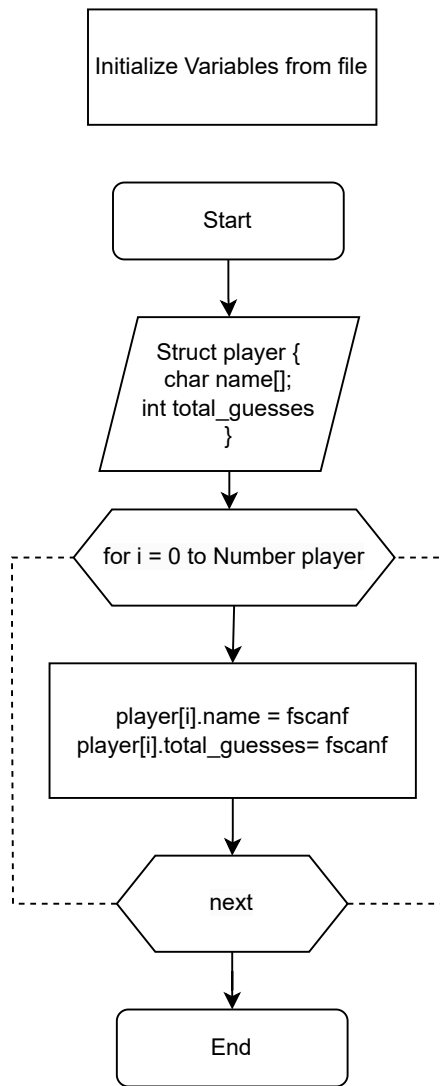 Initialize Variables from file
Start
Struct player {
char name[];
int total_guesses
}
for i = 0 to Number player
player[i].name = fscanf
player[i].total_guesses= fscanf
next
End